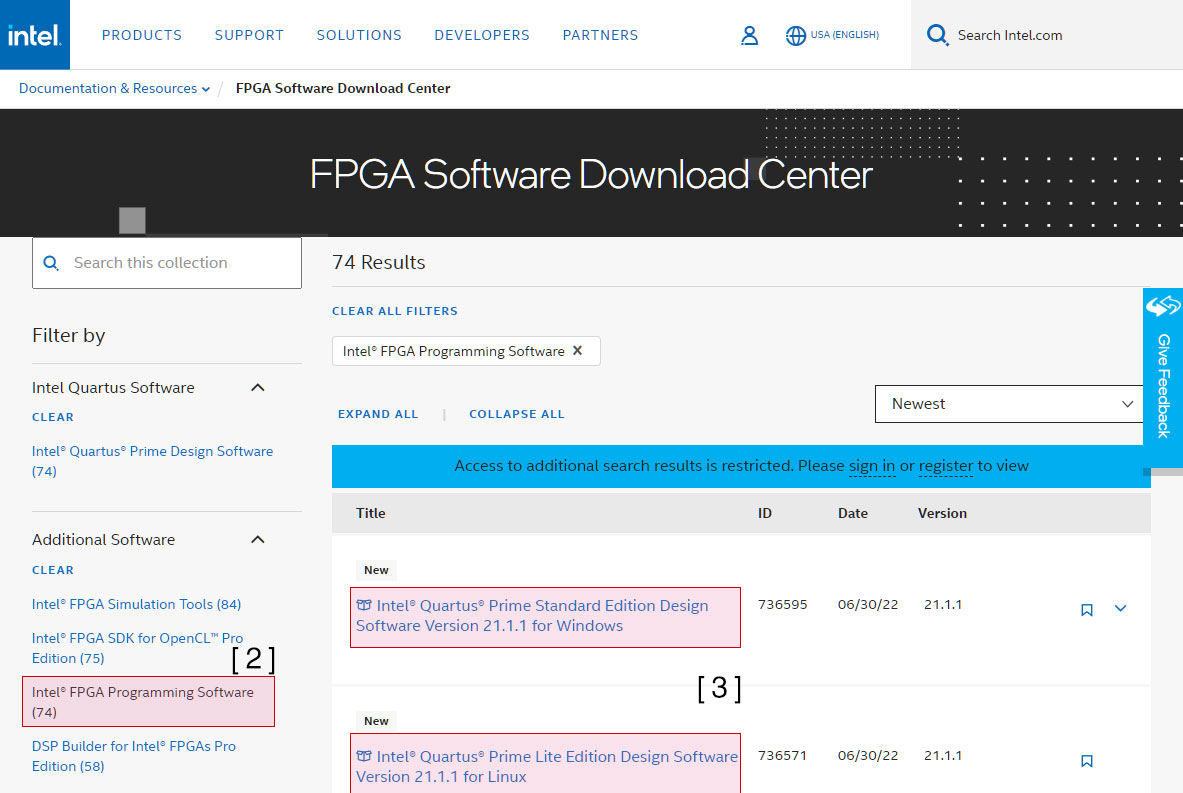 intel.
PRODUCTS SUPPORT SOLUTIONS DEVELOPERS PARTNERS USA (ENGLISH) Search Intel.com
Documentation & Resources / FPGA Software Download Center
FPGA Software Download Center
Search this collection
Filter by
Intel Quartus Software
CLEAR
Intel® Quartus® Prime Design Software
(74)
Additional Software
CLEAR
Intel® FPGA Simulation Tools (84)
Intel® FPGA SDK for OpenCL™ Pro
Edition (75)
[2]
Intel® FPGA Programming Software
(74)
DSP Builder for Intel® FPGAs Pro
Edition (58)
74 Results
CLEAR ALL FILTERS
Intel® FPGA Programming Software ×
EXPAND ALL | COLLAPSE ALL
Newest
Access to additional search results is restricted. Please sign in or register to view
Title ID Date Version
New
Intel® Quartus® Prime Standard Edition Design 736595 06/30/22 21.1.1
Software Version 21.1.1 for Windows
[3]
New
Intel® Quartus® Prime Lite Edition Design Software 736571 06/30/22 21.1.1
Version 21.1.1 for Linux
Give Feedback